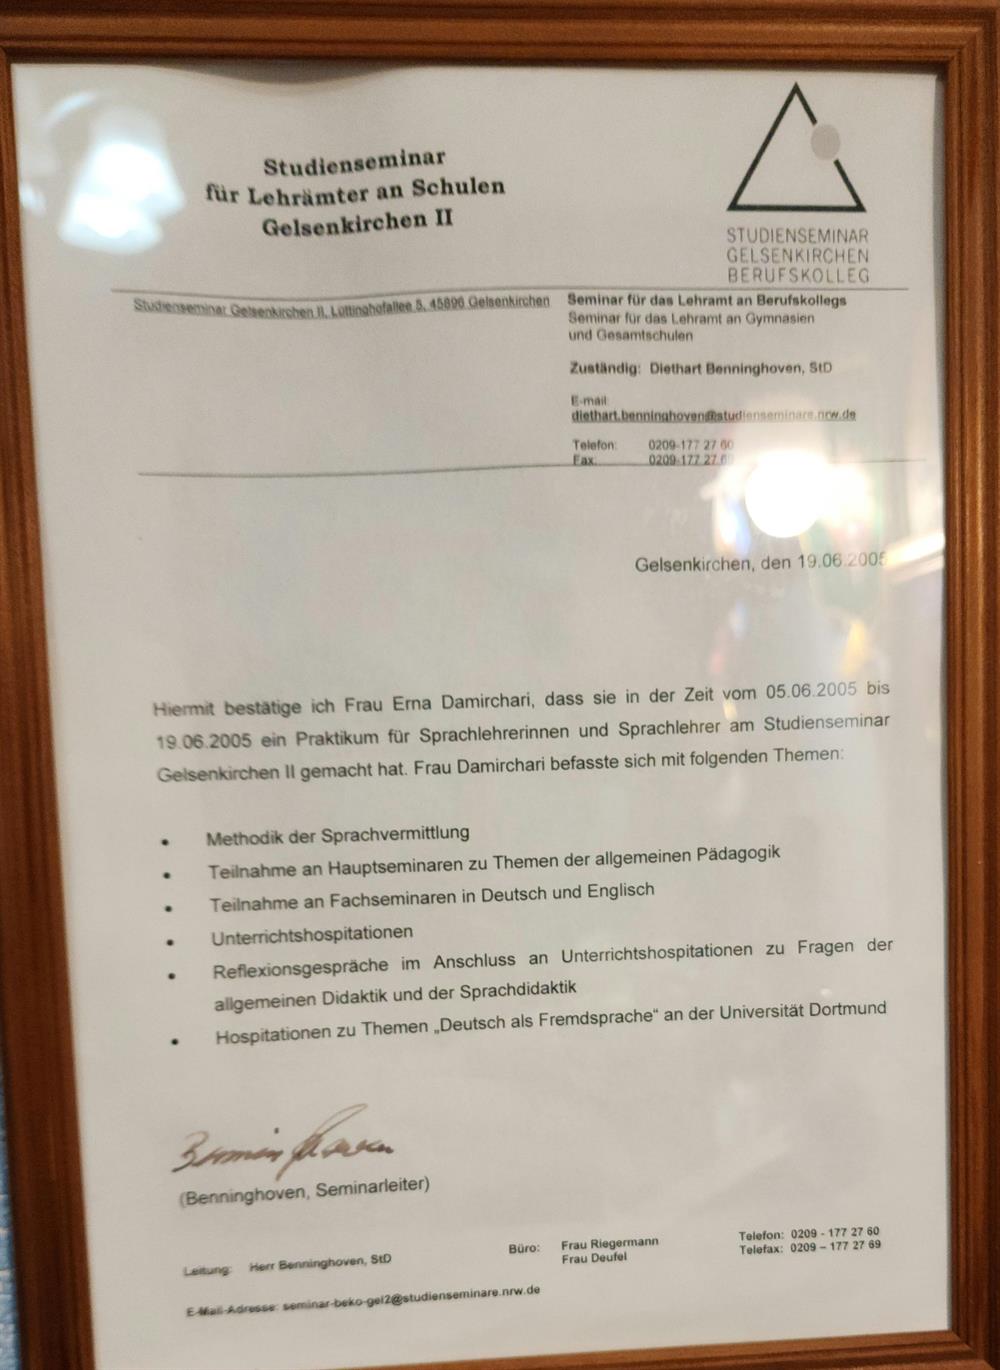 Studienseminar
für Lehrämter an Schulen
Gelsenkirchen II
STUDIENSEMINAR
GELSENKIRCHEN
BERUFSKOLLEG
Studienseminar Gelsenkirchen II, Lüttinghofallee 5, 45896 Gelsenkirchen
Seminar für das Lehramt an Berufskollegs
Seminar für das Lehramt an Gymnasien
und Gesamtschulen
Zuständig: Diethart Benninghoven, StD
E-mail:
diethart.benninghoven@studienseminare.nrw.de
Telefon: 0209-177 27 60
Fax: 0209-177 27 69
Gelsenkirchen, den 19.06.2005
Hiermit bestätige ich Frau Erna Damirchari, dass sie in der Zeit vom 05.06.2005 bis
19.06.2005 ein Praktikum für Sprachlehrerinnen und Sprachlehrer am Studienseminar
Gelsenkirchen II gemacht hat. Frau Damirchari befasste sich mit folgenden Themen:
• Methodik der Sprachvermittlung
• Teilnahme an Hauptseminaren zu Themen der allgemeinen Pädagogik
• Teilnahme an Fachseminaren in Deutsch und Englisch
• Unterrichtshospitationen
• Reflexionsgespräche im Anschluss an Unterrichtshospitationen zu Fragen der
allgemeinen Didaktik und der Sprachdidaktik
• Hospitationen zu Themen „Deutsch als Fremdsprache“ an der Universität Dortmund
Benninghoven
(Benninghoven, Seminarleiter)
Leitung: Herr Benninghoven, StD
Büro: Frau Riegermann
Frau Deufel
Telefon: 0209 - 177 27 60
Telefax: 0209 – 177 27 69
E-Mail-Adresse: seminar-beko-gel2@studienseminare.nrw.de